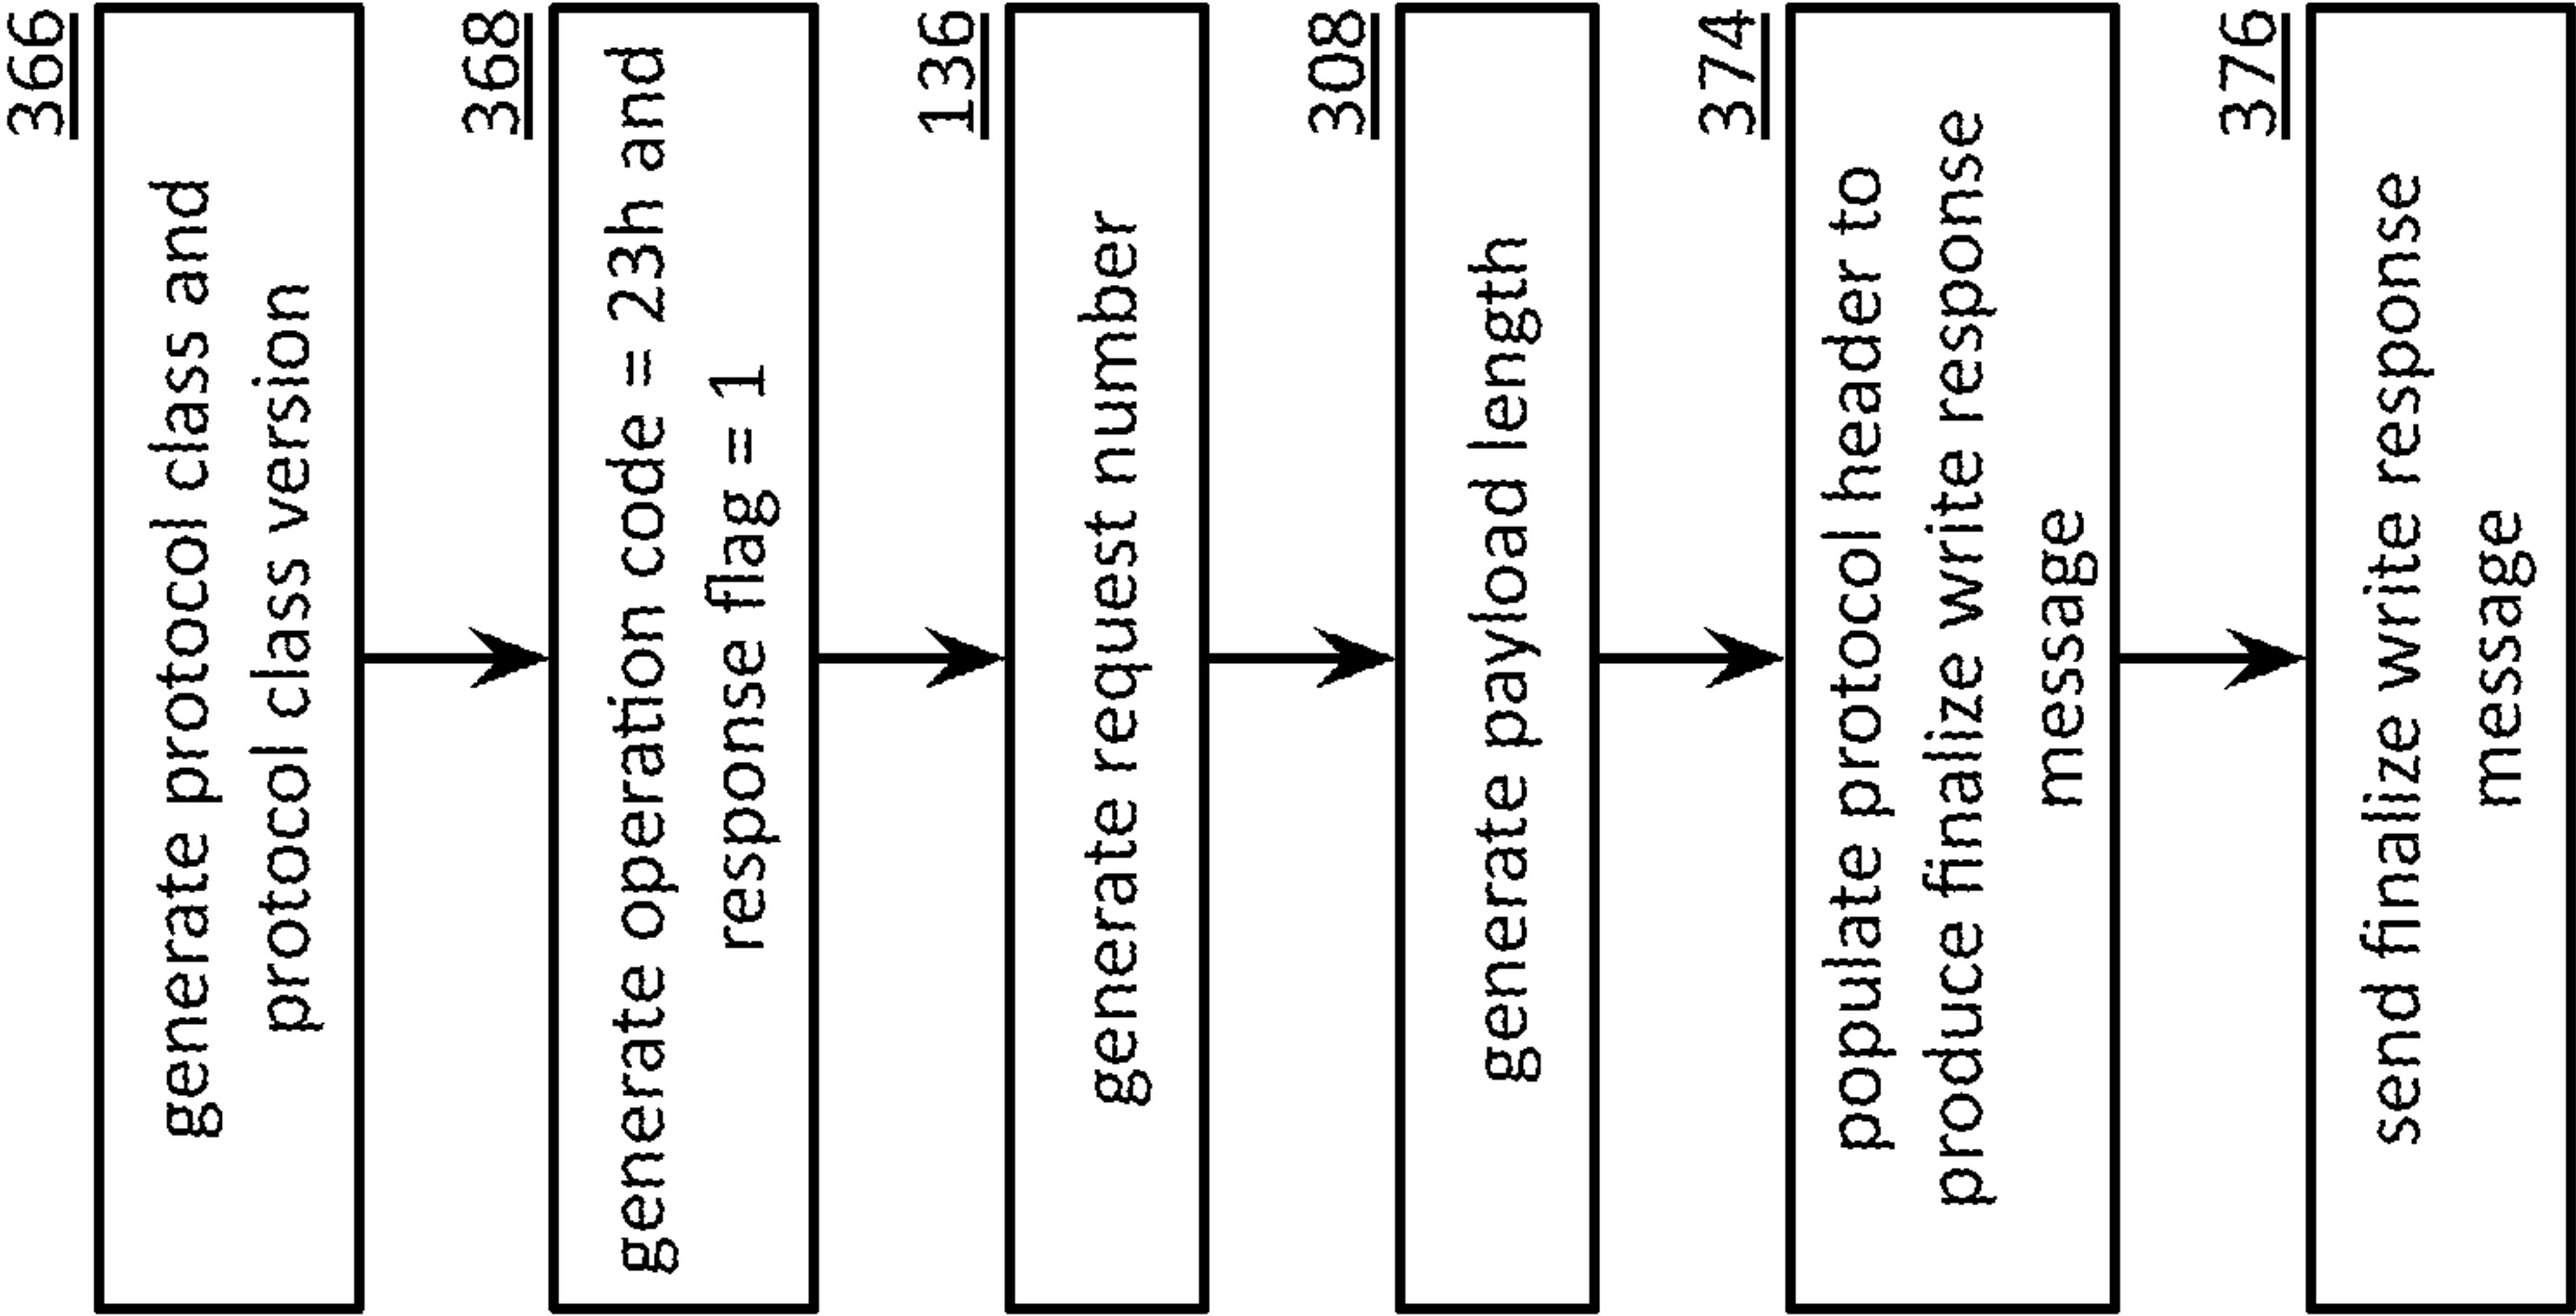 366
generate protocol class and
protocol class version
368
generate operation code = 23h and
response flag = 1
136
generate request number
308
generate payload length
374
populate protocol header to
produce finalize write response
message
376
send finalize write response
message